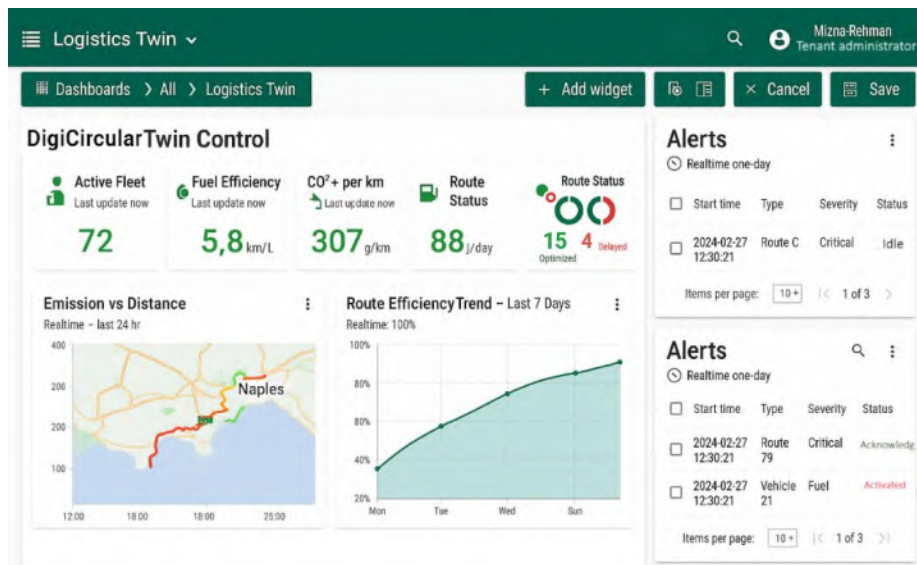 Logistics Twin
Mizna-Rehman
Tenant administrator
Dashboards > All > Logistics Twin
+ Add widget
× Cancel
Save
DigiCircular Twin Control
Active Fleet
Last update now
72
Fuel Efficiency
Last update now
5,8 km/L
CO²+ per km
Last uptate now
307 g/km
Route
Status
88 j/day
Route Status
15
Optimized
4 Delayed
Emission vs Distance
Realtime – last 24 hr
400
200
200
100
Naples
12:00
18:00
18:00
25:00
Route Efficiency Trend – Last 7 Days
Realtime: 100%
100%
80%
80%
40%
20%
Mon
Tue
Wed
Sun
Alerts
Realtime one-day
Start time Type Severity Status
2024-02-27 Route C Critical Idle
12:30:21
Items per page: 10 1 of 3
Alerts
Realtime one-day
Start time Type Severity Status
2024-02-27 Route Critical Acknowledg
12:30:21 79
2024-02-27 Vehicle Fuel Activated
12:30:21 21
Items per page: 10 1 of 3